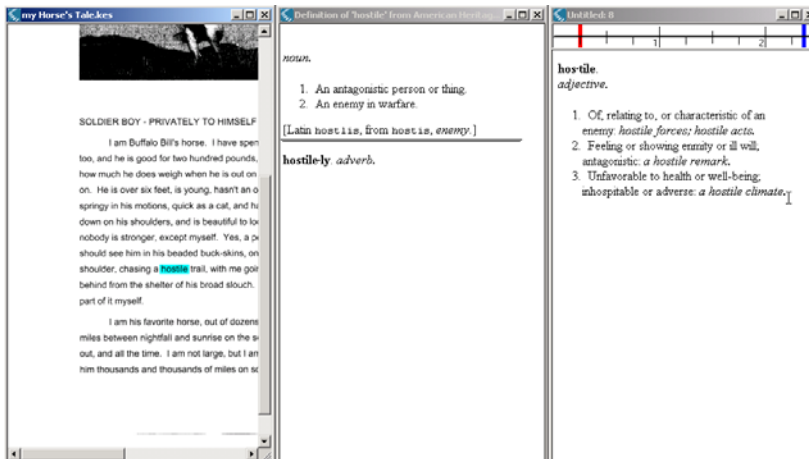 my Horse's Tale.kes
SOLDIER BOY - PRIVATELY TO HIMSELF
I am Buffalo Bill's horse. I have spen
too, and he is good for two hundred pounds,
how much he does weigh when he is out on
on. He is over six feet, is young, hasn't an o
springy in his motions, quick as a cat, and ha
down on his shoulders, and is beautiful to lo
nobody is stronger, except myself. Yes, a p
should see him in his beaded buck-skins, on
shoulder, chasing a hostile trail, with me goin
behind from the shelter of his broad slouch.
part of it myself.
I am his favorite horse, out of dozens
miles between nightfall and sunrise on the s
out, and all the time. I am not large, but I am
him thousands and thousands of miles on sc
Definition of "hostile" from American Heritag...
noun.
1. An antagonistic person or thing.
2. An enemy in warfare.
[Latin hostlis, from hostis, enemy.]
hostile·ly. adverb.
Untitled: 8
1 2
hos·tile.
adjective.
1. Of, relating to, or characteristic of an
enemy: hostile forces; hostile acts.
2. Feeling or showing enmity or ill will;
antagonistic: a hostile remark.
3. Unfavorable to health or well-being;
inhospitable or adverse: a hostile climate.